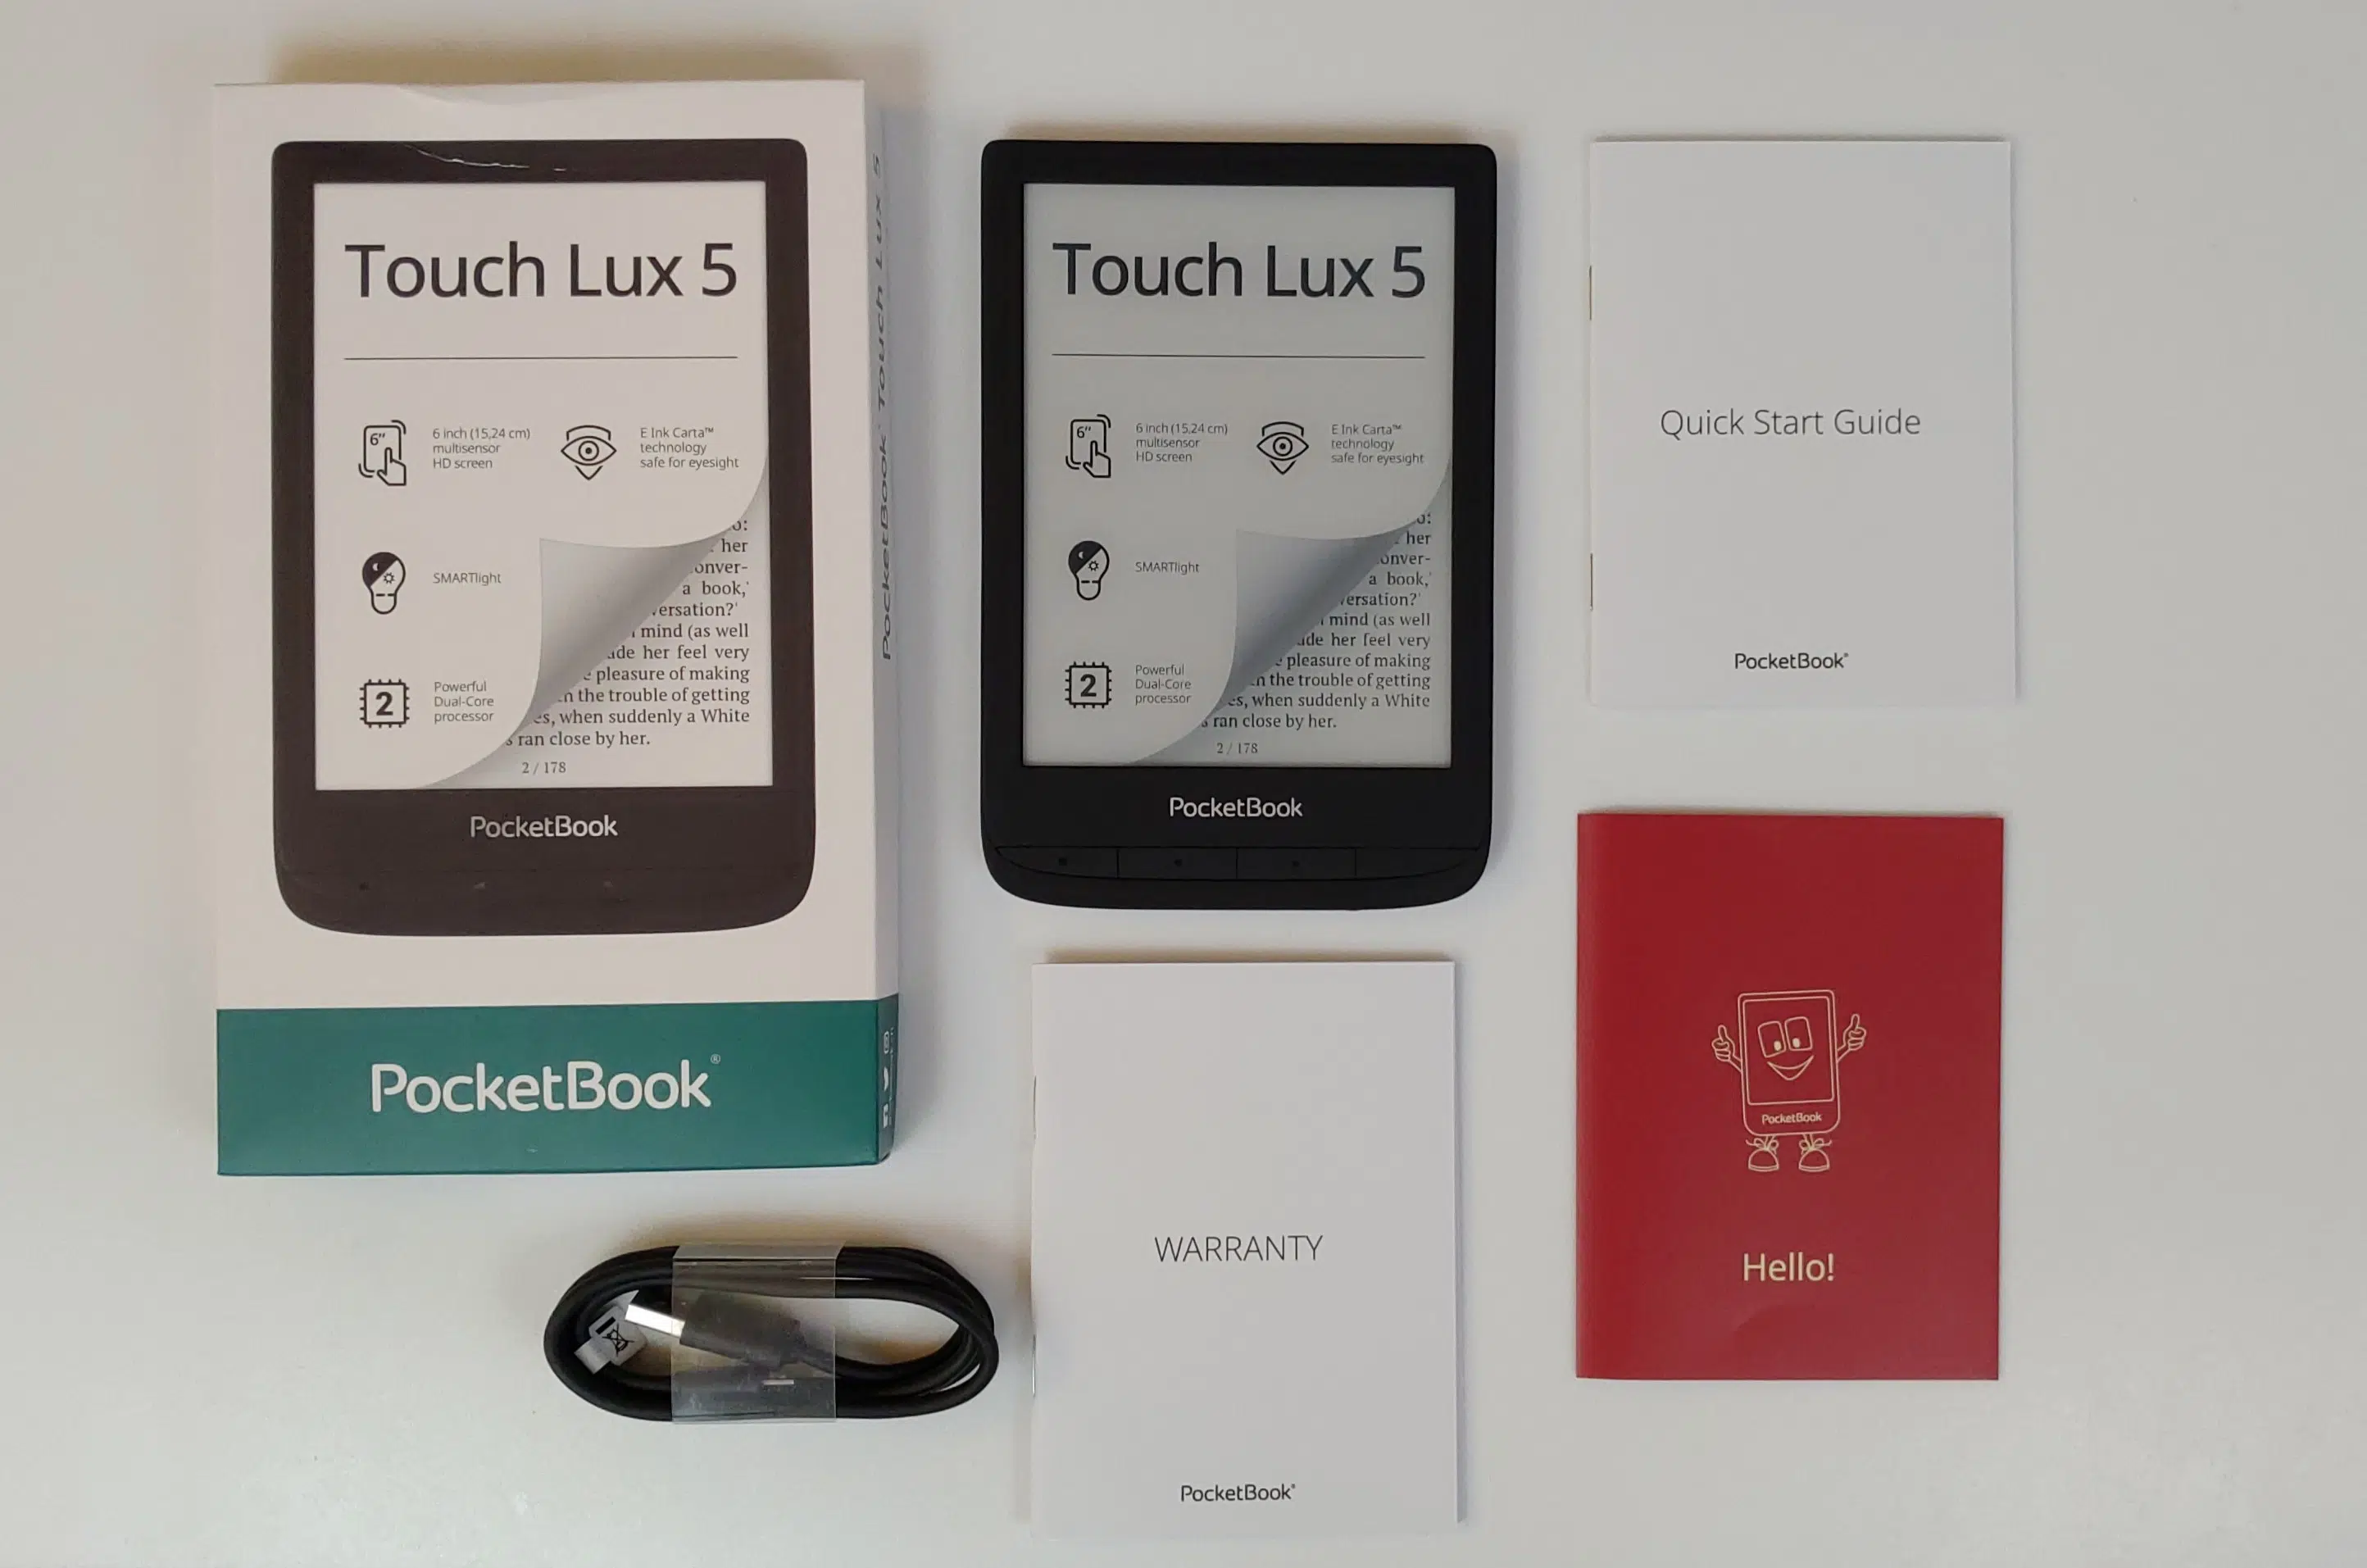 Touch Lux 5
6"
6 inch (15,24 cm)
multisensor
HD screen
E Ink Carta™
technology
safe for eyesight
SMARTlight
2
Powerful
Dual-Core
processor
her
a book,'
mind (as well
her feel very
pleasure of making
the trouble of getting
when suddenly a White
ran close by her.
2 / 178
PocketBook
PocketBook®
PocketBook Touch Lux 5
Touch Lux 5
6"
6 inch (15,24 cm)
multisensor
HD screen
E Ink Carta™
technology
safe for eyesight
SMARTlight
2
Powerful
Dual-Core
processor
her
a book,'
mind (as well
her feel very
pleasure of making
the trouble of getting
when suddenly a White
ran close by her.
2 / 178
PocketBook
Quick Start Guide
PocketBook®
WARRANTY
PocketBook®
PocketBook
Hello!